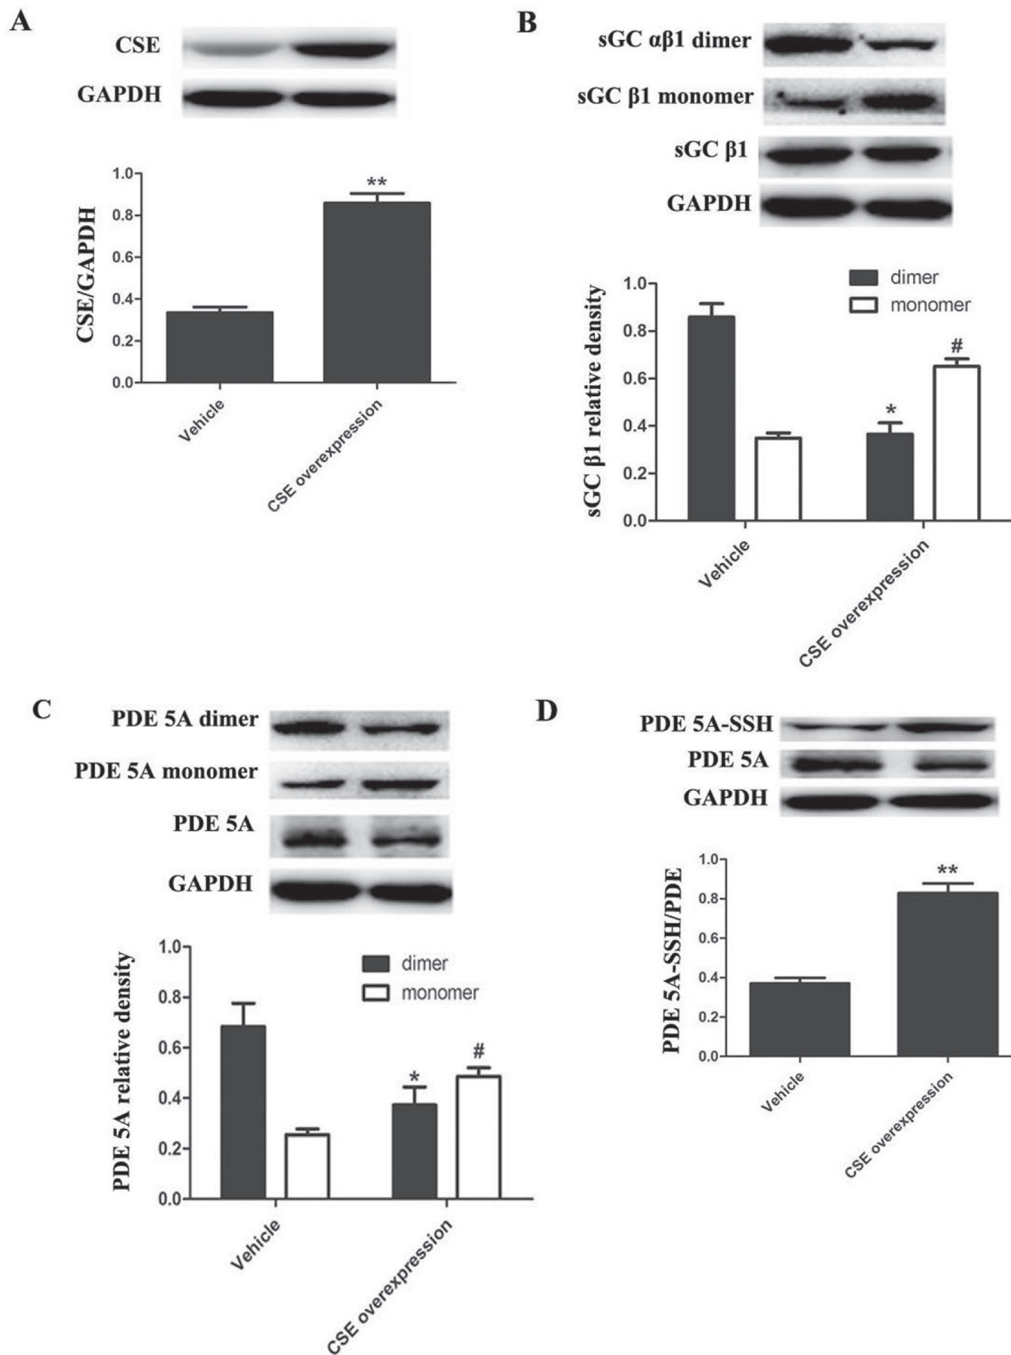 A
CSE
GAPDH
1.0
0.8
0.6
0.4
0.2
0.0
CSE/GAPDH
**
Vehicle
CSE overexpression
B
sGC αβ1 dimer
sGC β1 monomer
sGC β1
GAPDH
1.0
0.8
0.6
0.4
0.2
0.0
sGC β1 relative density
dimer
monomer
*
#
Vehicle
CSE overexpression
C
PDE 5A dimer
PDE 5A monomer
PDE 5A
GAPDH
1.0
0.8
0.6
0.4
0.2
0.0
PDE 5A relative density
dimer
monomer
*
#
Vehicle
CSE overexpression
D
PDE 5A-SSH
PDE 5A
GAPDH
1.0
0.8
0.6
0.4
0.2
0.0
PDE 5A-SSH/PDE
**
Vehicle
CSE overexpression